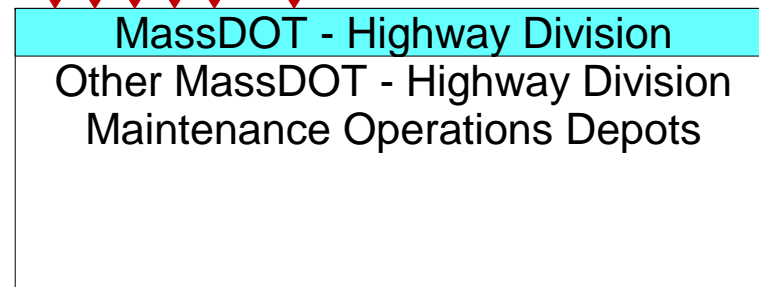 MassDOT - Highway Division
Other MassDOT - Highway Division
Maintenance Operations Depots